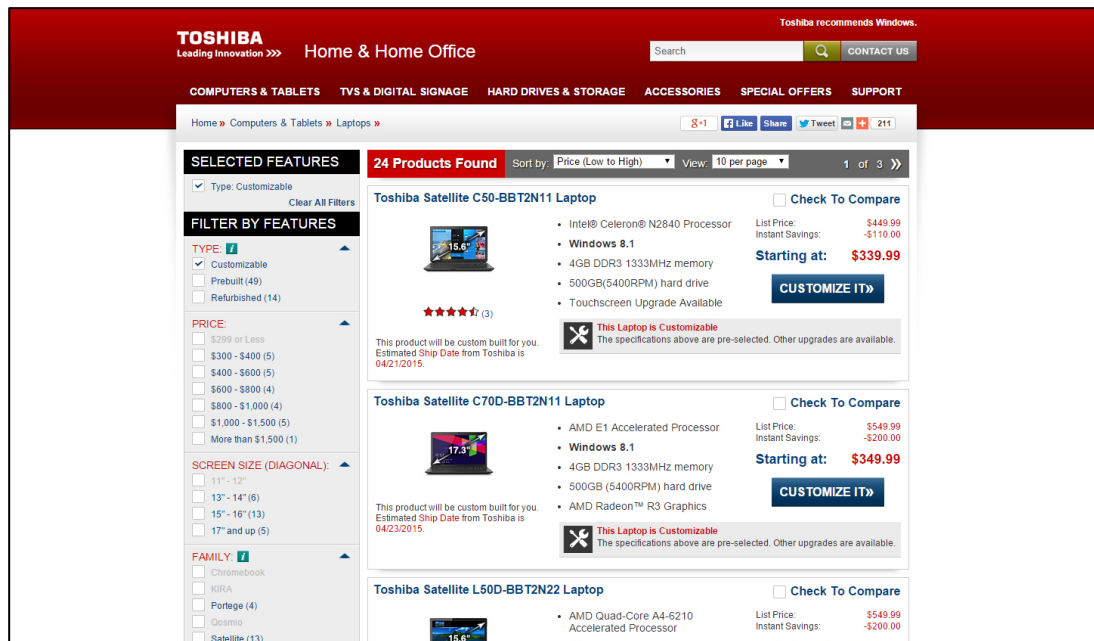 Toshiba recommends Windows.
TOSHIBA
Leading Innovation >>>
Home & Home Office
Search
CONTACT US
COMPUTERS & TABLETS TVS & DIGITAL SIGNAGE HARD DRIVES & STORAGE ACCESSORIES SPECIAL OFFERS SUPPORT
Home » Computers & Tablets » Laptops »
g+1 Like Share Tweet 211
SELECTED FEATURES
Type: Customizable
Clear All Filters
FILTER BY FEATURES
TYPE: i
Customizable
Prebuilt (49)
Refurbished (14)
PRICE:
$299 or Less
$300 - $400 (5)
$400 - $600 (5)
$600 - $800 (4)
$800 - $1,000 (4)
$1,000 - $1,500 (5)
More than $1,500 (1)
SCREEN SIZE (DIAGONAL):
11" - 12"
13" - 14" (6)
15" - 16" (13)
17" and up (5)
FAMILY: i
Chromebook
KIRA
Portege (4)
Qosmio
Satellite (13)
24 Products Found Sort by: Price (Low to High) View: 10 per page 1 of 3 »
Toshiba Satellite C50-BBT2N11 Laptop
Check To Compare
15.6"
(3)
This product will be custom built for you.
Estimated Ship Date from Toshiba is
04/21/2015.
• Intel® Celeron® N2840 Processor
• Windows 8.1
• 4GB DDR3 1333MHz memory
• 500GB(5400RPM) hard drive
• Touchscreen Upgrade Available
List Price: $449.99
Instant Savings: -$110.00
Starting at: $339.99
CUSTOMIZE IT»
This Laptop is Customizable
The specifications above are pre-selected. Other upgrades are available.
Toshiba Satellite C70D-BBT2N11 Laptop
Check To Compare
17.3"
This product will be custom built for you.
Estimated Ship Date from Toshiba is
04/23/2015.
• AMD E1 Accelerated Processor
• Windows 8.1
• 4GB DDR3 1333MHz memory
• 500GB (5400RPM) hard drive
• AMD Radeon™ R3 Graphics
List Price: $549.99
Instant Savings: -$200.00
Starting at: $349.99
CUSTOMIZE IT»
This Laptop is Customizable
The specifications above are pre-selected. Other upgrades are available.
Toshiba Satellite L50D-BBT2N22 Laptop
Check To Compare
15.6"
• AMD Quad-Core A4-6210
Accelerated Processor
List Price: $549.99
Instant Savings: -$200.00